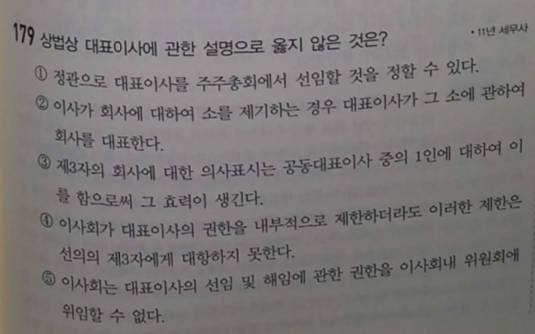 179 상법상 대표이사에 관한 설명으로 옳지 않은 것은?
• 11년 세무사
① 정관으로 대표이사를 주주총회에서 선임할 것을 정할 수 있다.
② 이사가 회사에 대하여 소를 제기하는 경우 대표이사가 그 소에 관하여
회사를 대표한다.
③ 제3자의 회사에 대한 의사표시는 공동대표이사 중의 1인에 대하여 이
를 함으로써 그 효력이 생긴다.
④ 이사회가 대표이사의 권한을 내부적으로 제한하더라도 이러한 제한은
선의의 제3자에게 대항하지 못한다.
⑤ 이사회는 대표이사의 선임 및 해임에 관한 권한을 이사회내 위원회에
위임할 수 없다.